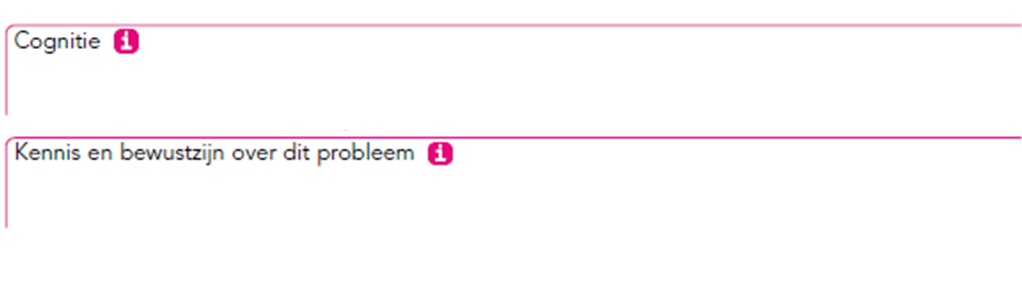 Cognitie i
Kennis en bewustzijn over dit probleem i